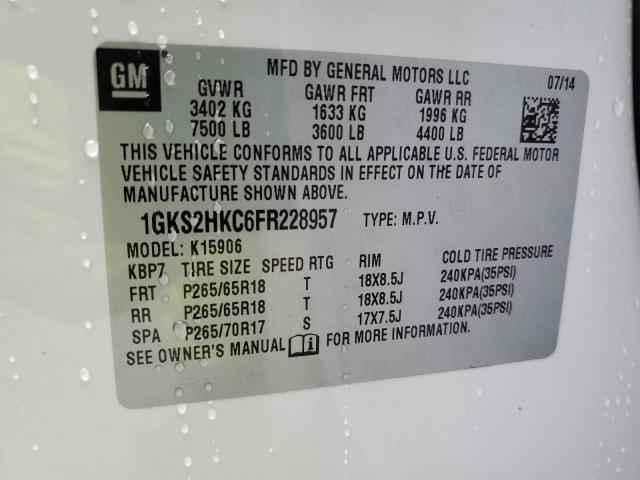 GM
MFD BY GENERAL MOTORS LLC 07/14
GVWR GAWR FRT GAWR RR
3402 KG 1633 KG 1996 KG
7500 LB 3600 LB 4400 LB
THIS VEHICLE CONFORMS TO ALL APPLICABLE U.S. FEDERAL MOTOR
VEHICLE SAFETY STANDARDS IN EFFECT ON THE DATE OF
MANUFACTURE SHOWN ABOVE.
1GKS2HKC6FR228957 TYPE: M.P.V.
MODEL: K15906
KBP7 TIRE SIZE SPEED RTG RIM COLD TIRE PRESSURE
FRT P265/65R18 T 18X8.5J 240KPA(35PSI)
RR P265/65R18 T 18X8.5J 240KPA(35PSI)
SPA P265/70R17 S 17X7.5J 240KPA(35PSI)
SEE OWNER'S MANUAL i FOR MORE INFORMATION.